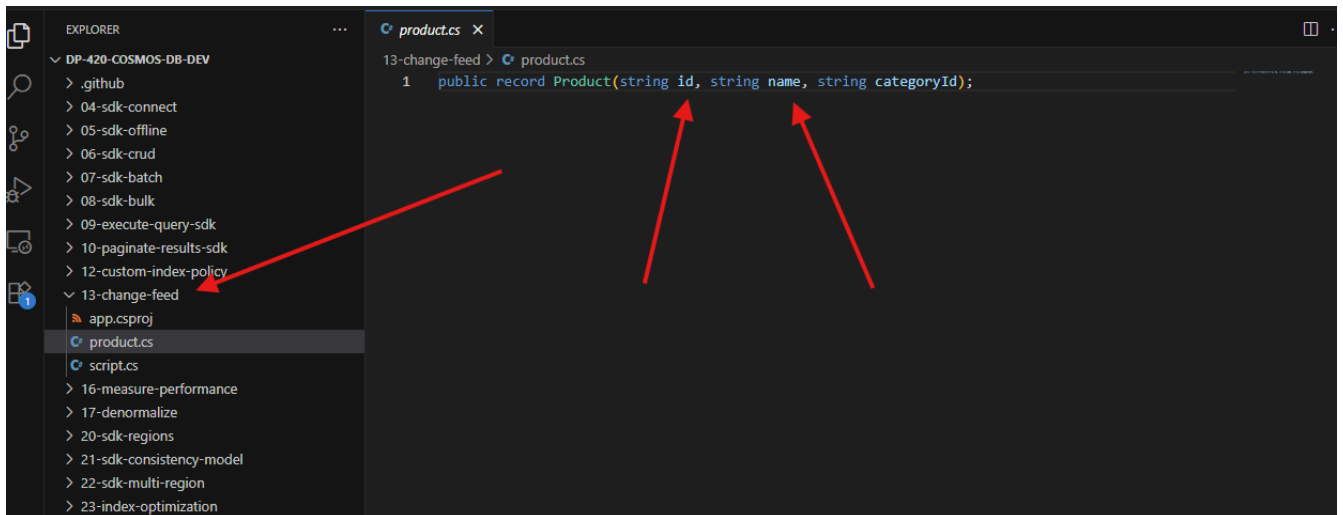 EXPLORER
DP-420-COSMOS-DB-DEV
.github
04-sdk-connect
05-sdk-offline
06-sdk-crud
07-sdk-batch
08-sdk-bulk
09-execute-query-sdk
10-paginate-results-sdk
12-custom-index-policy
13-change-feed
app.csproj
C# product.cs
C# script.cs
16-measure-performance
17-denormalize
20-sdk-regions
21-sdk-consistency-model
22-sdk-multi-region
23-index-optimization
1
C# product.cs
13-change-feed > C# product.cs
1 public record Product(string id, string name, string categoryId);